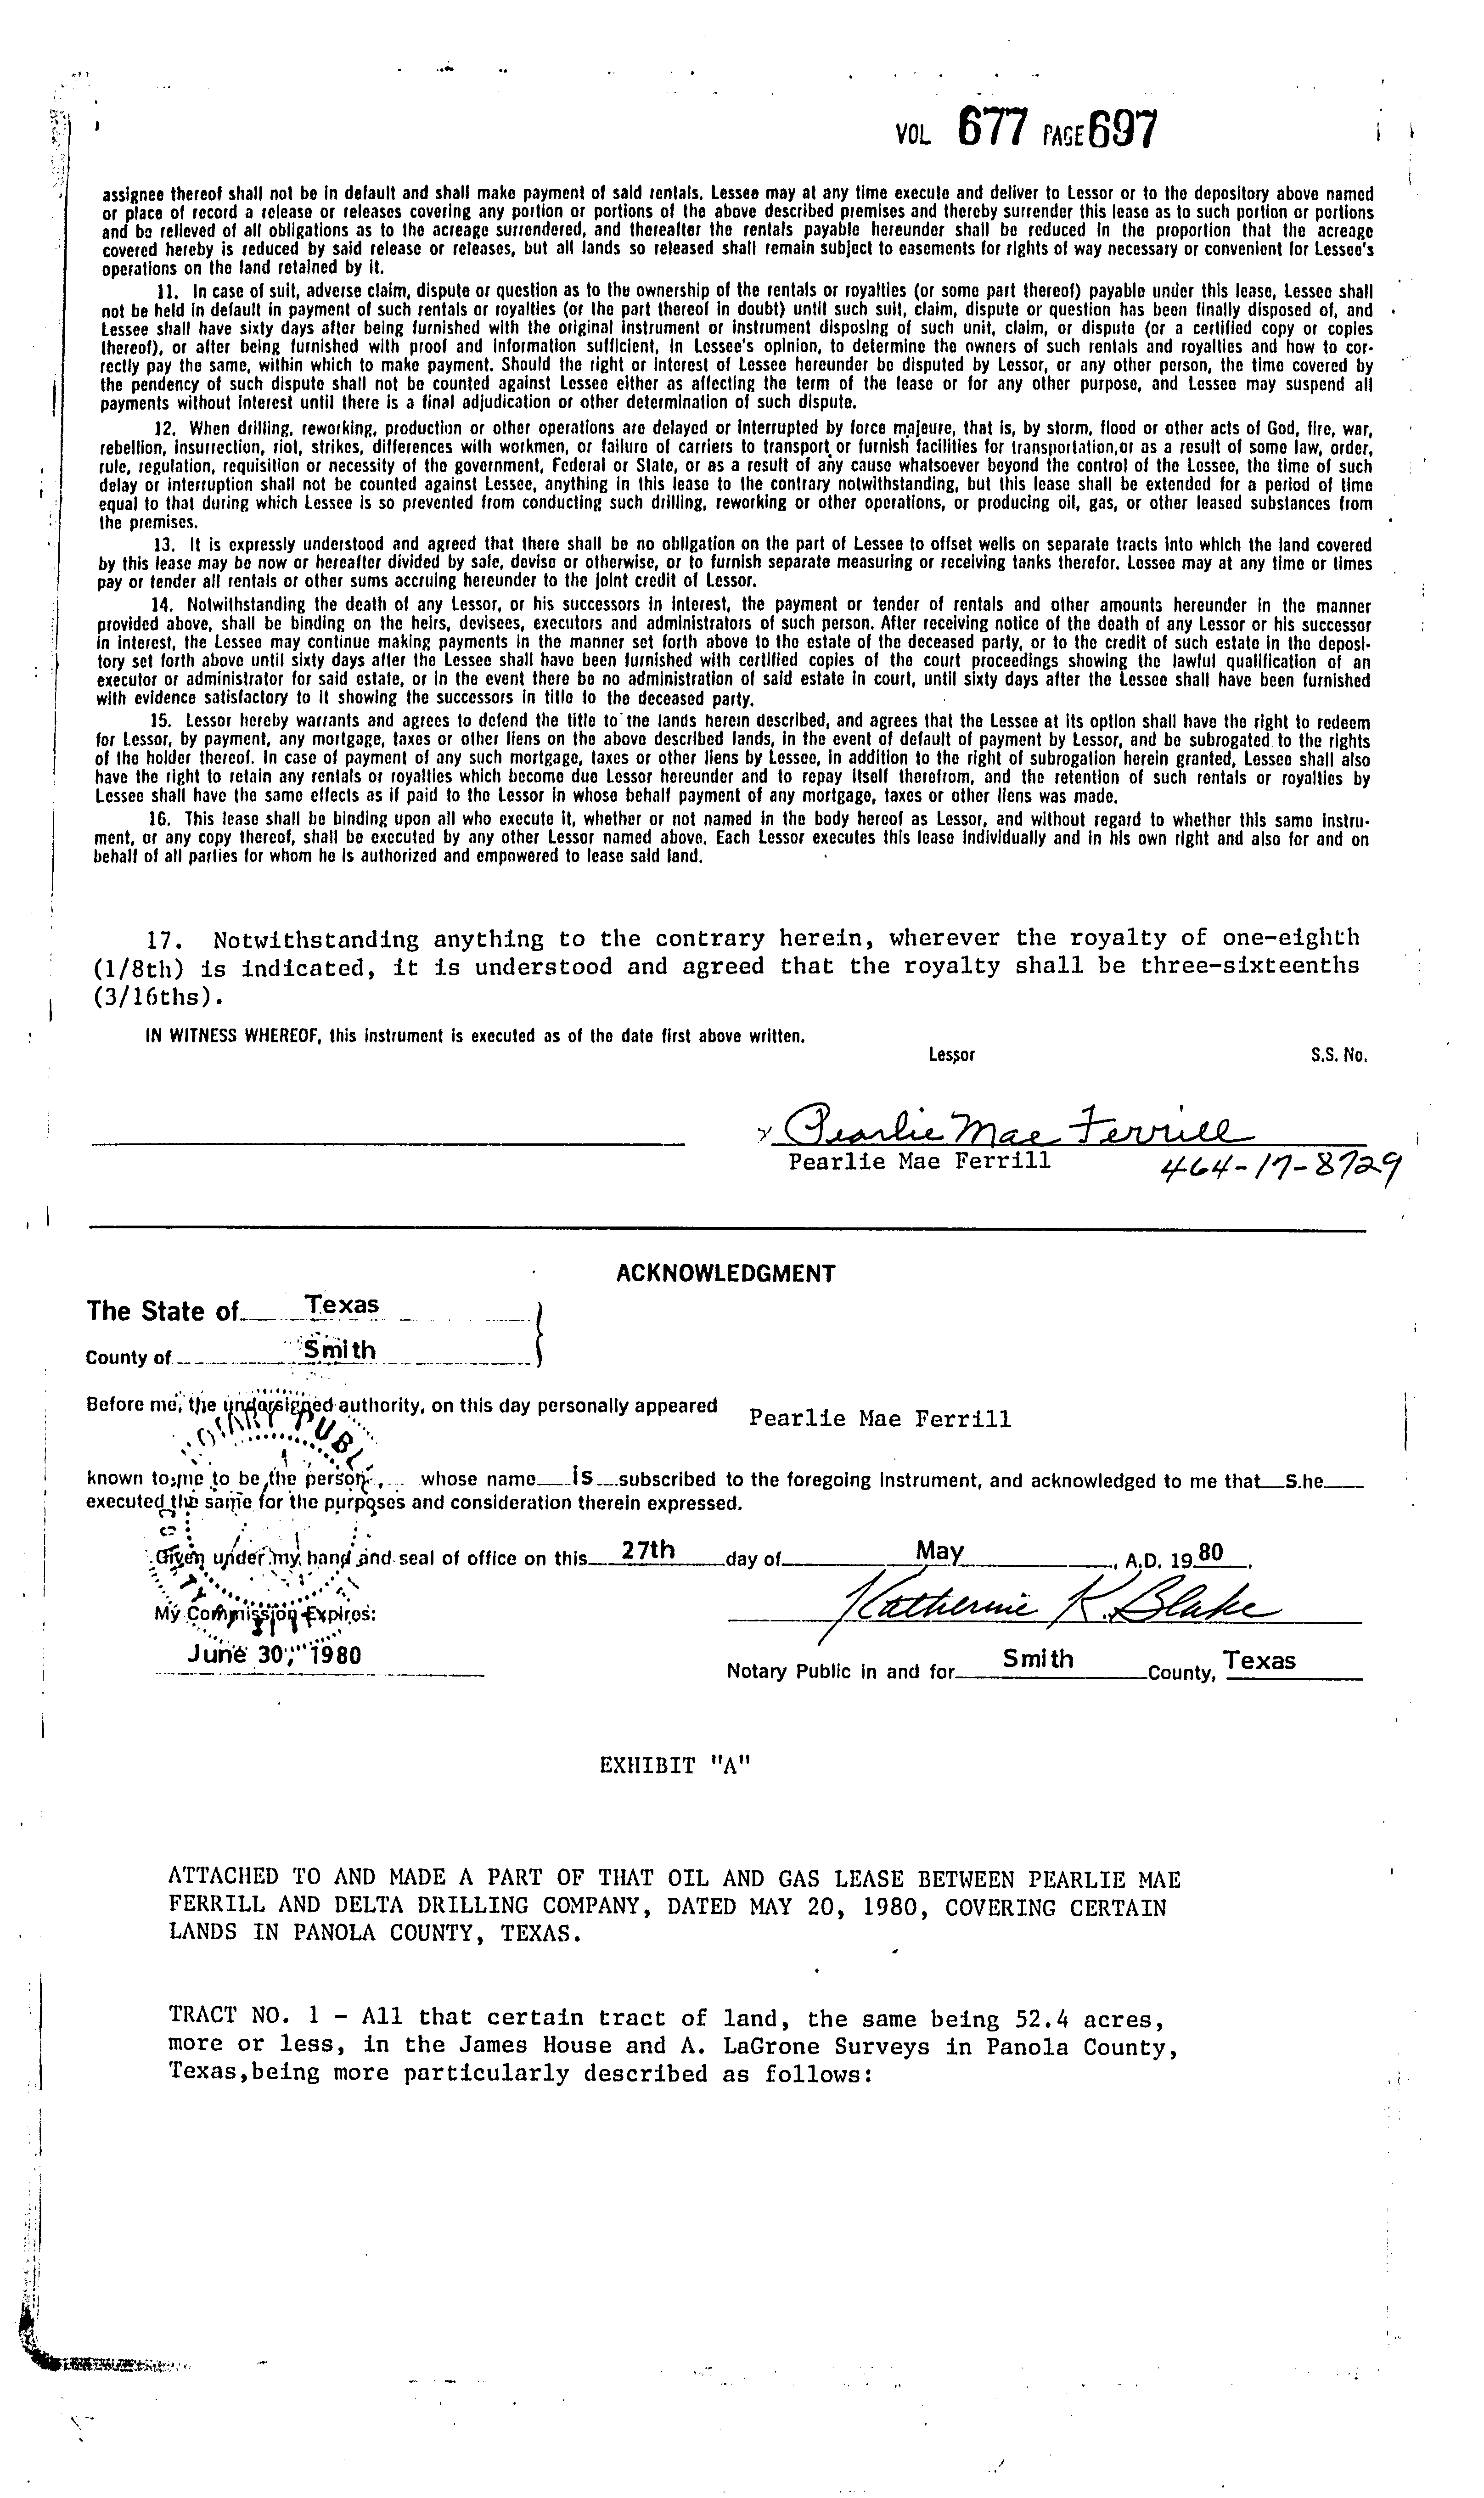 VOL 677 PAGE 697
assignee thereof shall not be in default and shall make payment of said rentals. Lessee may at any time execute and deliver to Lessor or to the depository above named
or place of record a release or releases covering any portion or portions of the above described premises and thereby surrender this lease as to such portion or portions
and be relieved of all obligations as to the acreage surrendered, and thereafter the rentals payable hereunder shall be reduced in the proportion that the acreage
covered hereby is reduced by said release or releases, but all lands so released shall remain subject to easements for rights of way necessary or convenient for Lessee's
operations on the land retained by it.
11. In case of suit, adverse claim, dispute or question as to the ownership of the rentals or royalties (or some part thereof) payable under this lease, Lessee shall
not be held in default in payment of such rentals or royalties (or the part thereof in doubt) until such suit, claim, dispute or question has been finally disposed of, and
Lessee shall have sixty days after being furnished with the original instrument or instrument disposing of such unit, claim, or dispute (or a certified copy or copies
thereof), or after being furnished with proof and information sufficient, in Lessee's opinion, to determine the owners of such rentals and royalties and how to cor-
rectly pay the same, within which to make payment. Should the right or interest of Lessee hereunder be disputed by Lessor, or any other person, the time covered by
the pendency of such dispute shall not be counted against Lessee either as affecting the term of the lease or for any other purpose, and Lessee may suspend all
payments without interest until there is a final adjudication or other determination of such dispute.
12. When drilling, reworking, production or other operations are delayed or interrupted by force majeure, that is, by storm, flood or other acts of God, fire, war,
rebellion, insurrection, riot, strikes, differences with workmen, or failure of carriers to transport or furnish facilities for transportation,or as a result of some law, order,
rule, regulation, requisition or necessity of the government, Federal or State, or as a result of any cause whatsoever beyond the control of the Lessee, the time of such
delay or interruption shall not be counted against Lessee, anything in this lease to the contrary notwithstanding, but this lease shall be extended for a period of time
equal to that during which Lessee is so prevented from conducting such drilling, reworking or other operations, or producing oil, gas, or other leased substances from
the premises.
13. It is expressly understood and agreed that there shall be no obligation on the part of Lessee to offset wells on separate tracts into which the land covered
by this lease may be now or hereafter divided by sale, devise or otherwise, or to furnish separate measuring or receiving tanks therefor. Lessee may at any time or times
pay or tender all rentals or other sums accruing hereunder to the joint credit of Lessor.
14. Notwithstanding the death of any Lessor, or his successors in interest, the payment or tender of rentals and other amounts hereunder in the manner
provided above, shall be binding on the heirs, devisees, executors and administrators of such person. After receiving notice of the death of any Lessor or his successor
in interest, the Lessee may continue making payments in the manner set forth above to the estate of the deceased party, or to the credit of such estate in the deposi-
tory set forth above until sixty days after the Lessee shall have been furnished with certified copies of the court proceedings showing the lawful qualification of an
executor or administrator for said estate, or in the event there be no administration of said estate in court, until sixty days after the Lessee shall have been furnished
with evidence satisfactory to it showing the successors in title to the deceased party.
15. Lessor hereby warrants and agrees to defend the title to the lands herein described, and agrees that the Lessee at its option shall have the right to redeem
for Lessor, by payment, any mortgage, taxes or other liens on the above described lands, in the event of default of payment by Lessor, and be subrogated to the rights
of the holder thereof. In case of payment of any such mortgage, taxes or other liens by Lessee, in addition to the right of subrogation herein granted, Lessee shall also
have the right to retain any rentals or royalties which become due Lessor hereunder and to repay itself therefrom, and the retention of such rentals or royalties by
Lessee shall have the same effects as if paid to the Lessor in whose behalf payment of any mortgage, taxes or other liens was made.
16. This lease shall be binding upon all who execute it, whether or not named in the body hereof as Lessor, and without regard to whether this same instru-
ment, or any copy thereof, shall be executed by any other Lessor named above. Each Lessor executes this lease individually and in his own right and also for and on
behalf of all parties for whom he is authorized and empowered to lease said land.
17. Notwithstanding anything to the contrary herein, wherever the royalty of one-eighth
(1/8th) is indicated, it is understood and agreed that the royalty shall be three-sixteenths
(3/16ths).
IN WITNESS WHEREOF, this instrument is executed as of the date first above written.
Lessor S.S. No.
x Pearlie Mae Ferrill
Pearlie Mae Ferrill 464-17-8729
ACKNOWLEDGMENT
The State of Texas
County of Smith
Before me, the undersigned authority, on this day personally appeared Pearlie Mae Ferrill
known to me to be the person whose name is subscribed to the foregoing instrument, and acknowledged to me that s.he
executed the same for the purposes and consideration therein expressed.
Given under my hand and seal of office on this 27th day of May, A.D. 19 80.
Katherine K. Blake
My Commission Expires:
June 30, 1980
Notary Public in and for Smith County, Texas
EXHIBIT "A"
ATTACHED TO AND MADE A PART OF THAT OIL AND GAS LEASE BETWEEN PEARLIE MAE
FERRILL AND DELTA DRILLING COMPANY, DATED MAY 20, 1980, COVERING CERTAIN
LANDS IN PANOLA COUNTY, TEXAS.
TRACT NO. 1 - All that certain tract of land, the same being 52.4 acres,
more or less, in the James House and A. LaGrone Surveys in Panola County,
Texas,being more particularly described as follows: